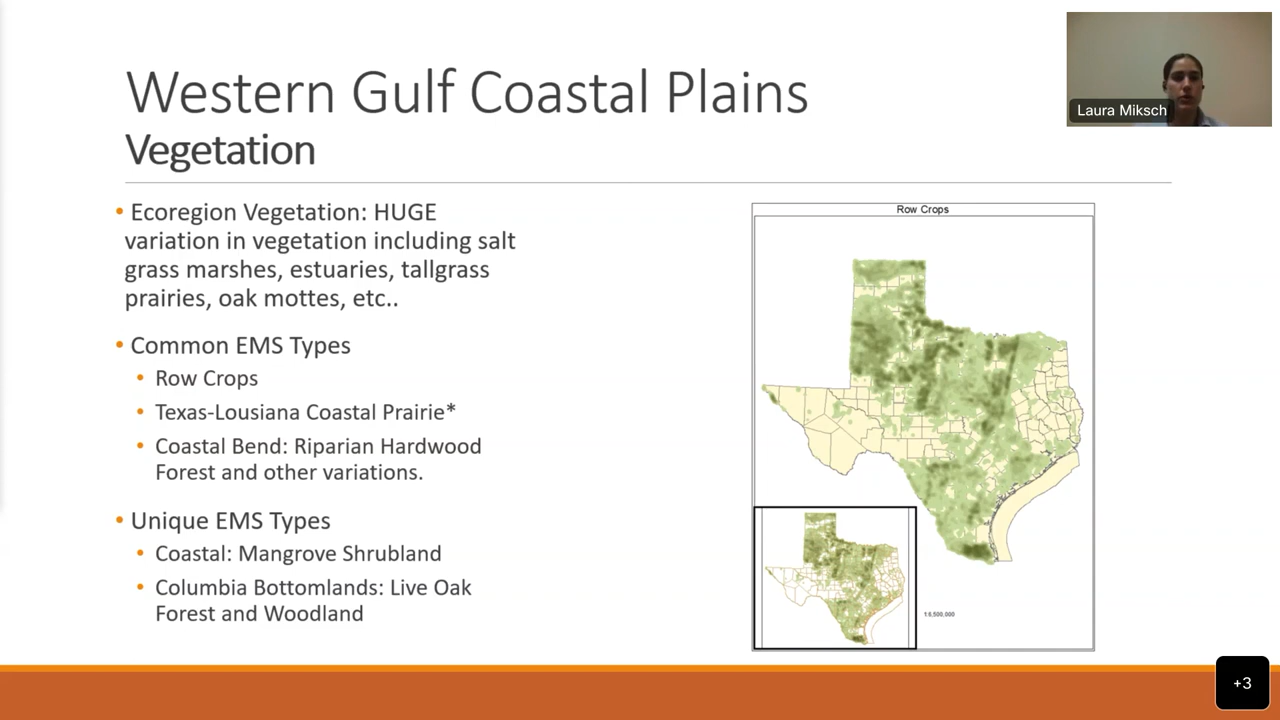 Western Gulf Coastal Plains
Vegetation
Laura Miksch
• Ecoregion Vegetation: HUGE
variation in vegetation including salt
grass marshes, estuaries, tallgrass
prairies, oak mottes, etc..
• Common EMS Types
• Row Crops
• Texas-Lousiana Coastal Prairie*
• Coastal Bend: Riparian Hardwood
Forest and other variations.
• Unique EMS Types
• Coastal: Mangrove Shrubland
• Columbia Bottomlands: Live Oak
Forest and Woodland
Row Crops
1:6,500,000
+3